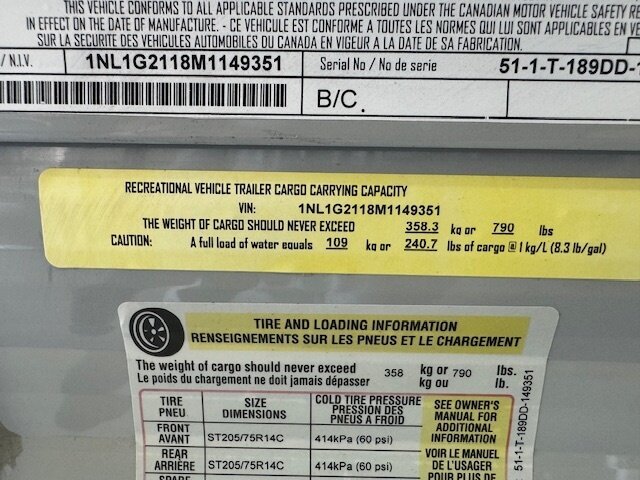 THIS VEHICLE CONFORMS TO ALL APPLICABLE STANDARDS PRESCRIBED UNDER THE CANADIAN MOTOR VEHICLE SAFETY
IN EFFECT ON THE DATE OF MANUFACTURE. / CE VEHICULE EST CONFORME A TOUTES LES NORMES QUI LUI SONT APPLICABLES EN
SUR LA SECURITE DES VEHICULES AUTOMOBILES DU CANADA EN VIGEUR A LA DATE DE SA FABRICATION.
/ N.I.V. 1NL1G2118M1149351 Serial No / No de serie 51-1-T-189DD-
B/C.
RECREATIONAL VEHICLE TRAILER CARGO CARRYING CAPACITY
VIN: 1NL1G2118M1149351
THE WEIGHT OF CARGO SHOULD NEVER EXCEED 358.3 kg or 790 lbs
CAUTION: A full load of water equals 109 kg or 240.7 lbs of cargo @ 1 kg/L (8.3 lb/gal)
TIRE AND LOADING INFORMATION
RENSEIGNEMENTS SUR LES PNEUS ET LE CHARGEMENT
The weight of cargo should never exceed 358 kg or 790 lbs.
Le poids du chargement ne doit jamais dépasser kg ou lb.
TIRE
PNEU
SIZE
DIMENSIONS
COLD TIRE PRESSURE
PRESSION DES
PNEUS A FROID
SEE OWNER'S
MANUAL FOR
ADDITIONAL
INFORMATION
FRONT
AVANT
ST205/75R14C
414kPa (60 psi)
REAR
ARRIÈRE
ST205/75R14C
414kPa (60 psi)
VOIR LE MANUEL
DE L'USAGER
POUR PLUS DE
SPARE
51-1-T-189DD-149351